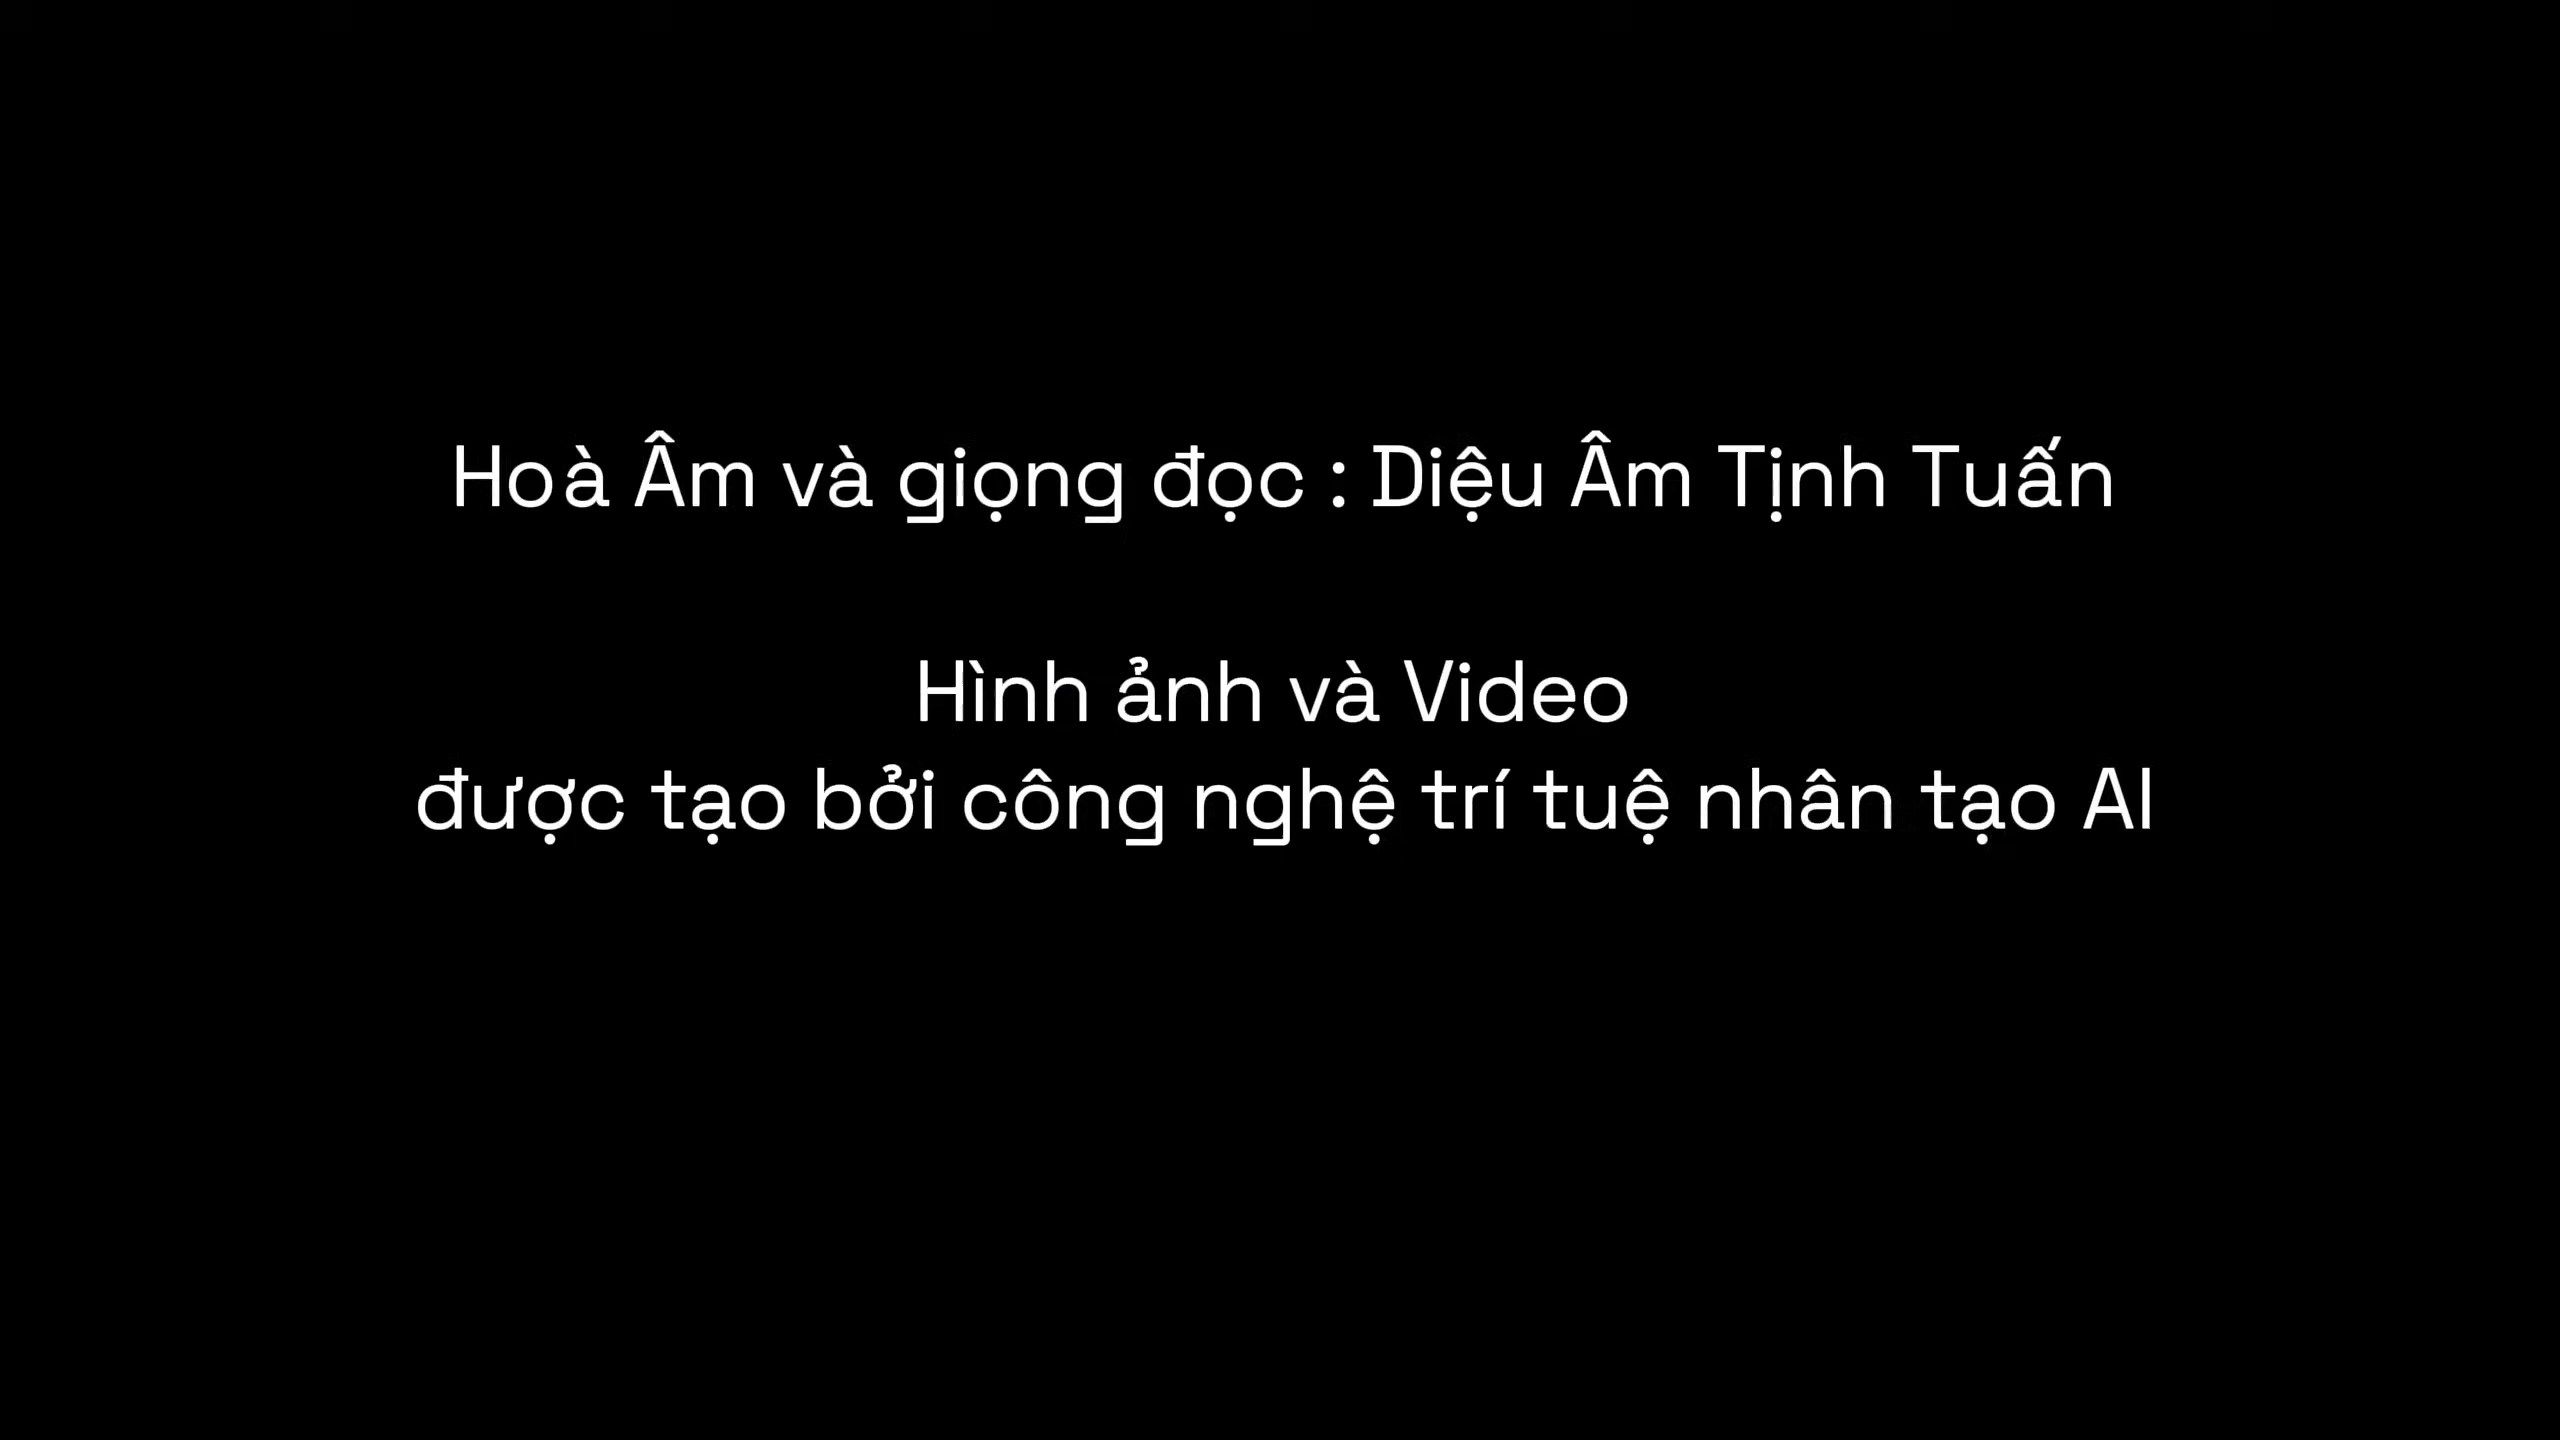 Hoà Âm và giọng đọc : Diệu Âm Tịnh Tuấn
Hình ảnh và Video
được tạo bởi công nghệ trí tuệ nhân tạo AI